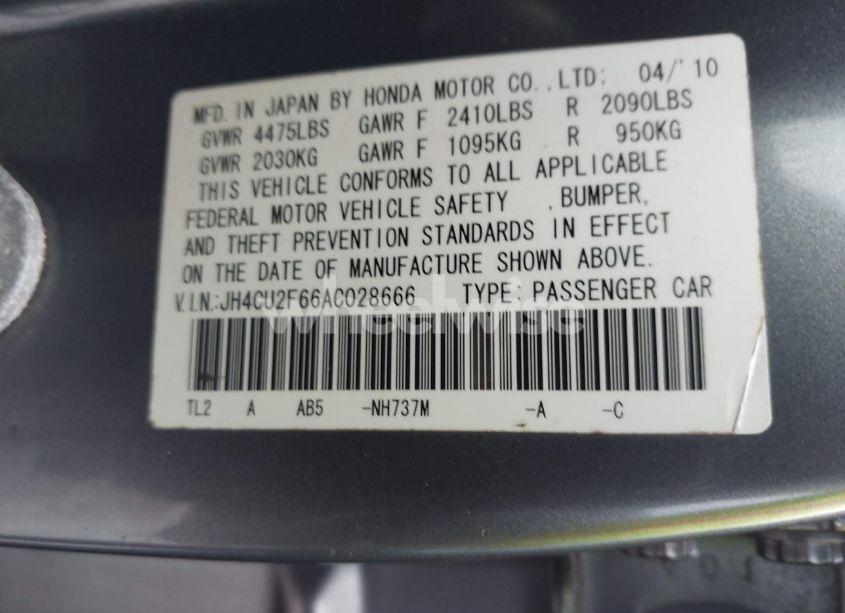 MFD. IN JAPAN BY HONDA MOTOR CO.,LTD: 04/'10
GVWR 4475LBS GAWR F 2410LBS R 2090LBS
GVWR 2030KG GAWR F 1095KG R 950KG
THIS VEHICLE CONFORMS TO ALL APPLICABLE
FEDERAL MOTOR VEHICLE SAFETY ,BUMPER,
AND THEFT PREVENTION STANDARDS IN EFFECT
ON THE DATE OF MANUFACTURE SHOWN ABOVE.
V.I.N.:JH4CU2F66AC028666 TYPE: PASSENGER CAR
wheelwise
TL2 A AB5 -NH737M -A -C